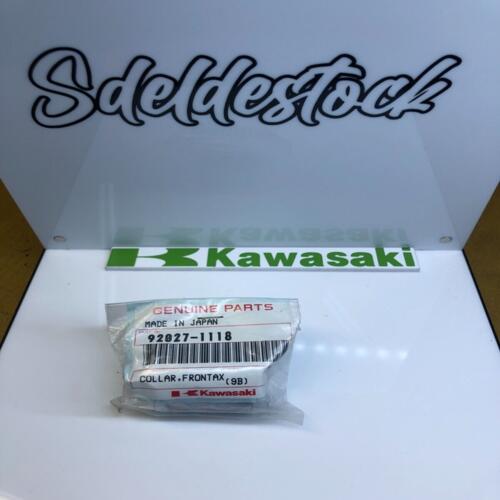 Sdeldestock
Kawasaki
GENUINE PARTS
MADE IN JAPAN
92027-1118
COLLAR,FRONTAX(9B)
Kawasaki